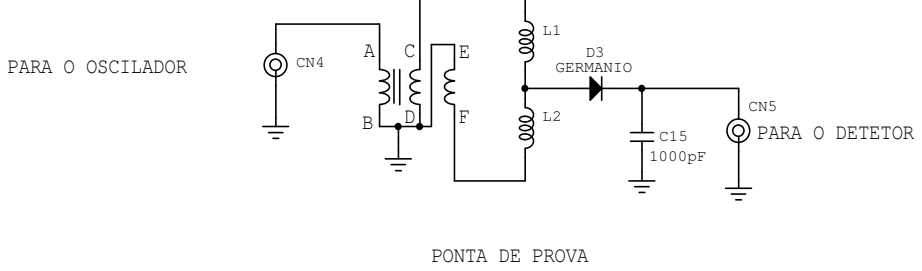 L1
D3
GERMANIO
A
C
E
PARA O OSCILADOR
CN4
CN5
B
D
F
L2
PARA O DETETOR
C15
1000pF
PONTA DE PROVA